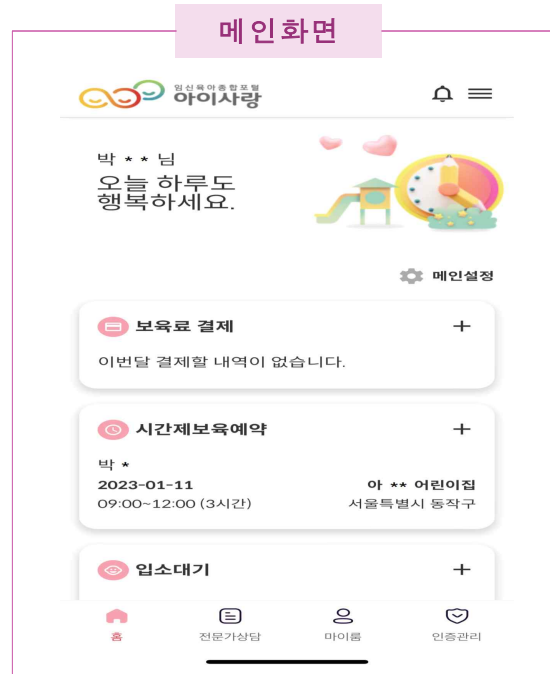 메인화면
임신육아종합포털
아이사랑
박 * * 님
오늘 하루도
행복하세요.
메인설정
보육료 결제 +
이번달 결제할 내역이 없습니다.
시간제보육예약 +
박 *
2023-01-11 아 ** 어린이집
09:00~12:00 (3시간) 서울특별시 동작구
입소대기 +
홈 전문가상담 마이룸 인증관리